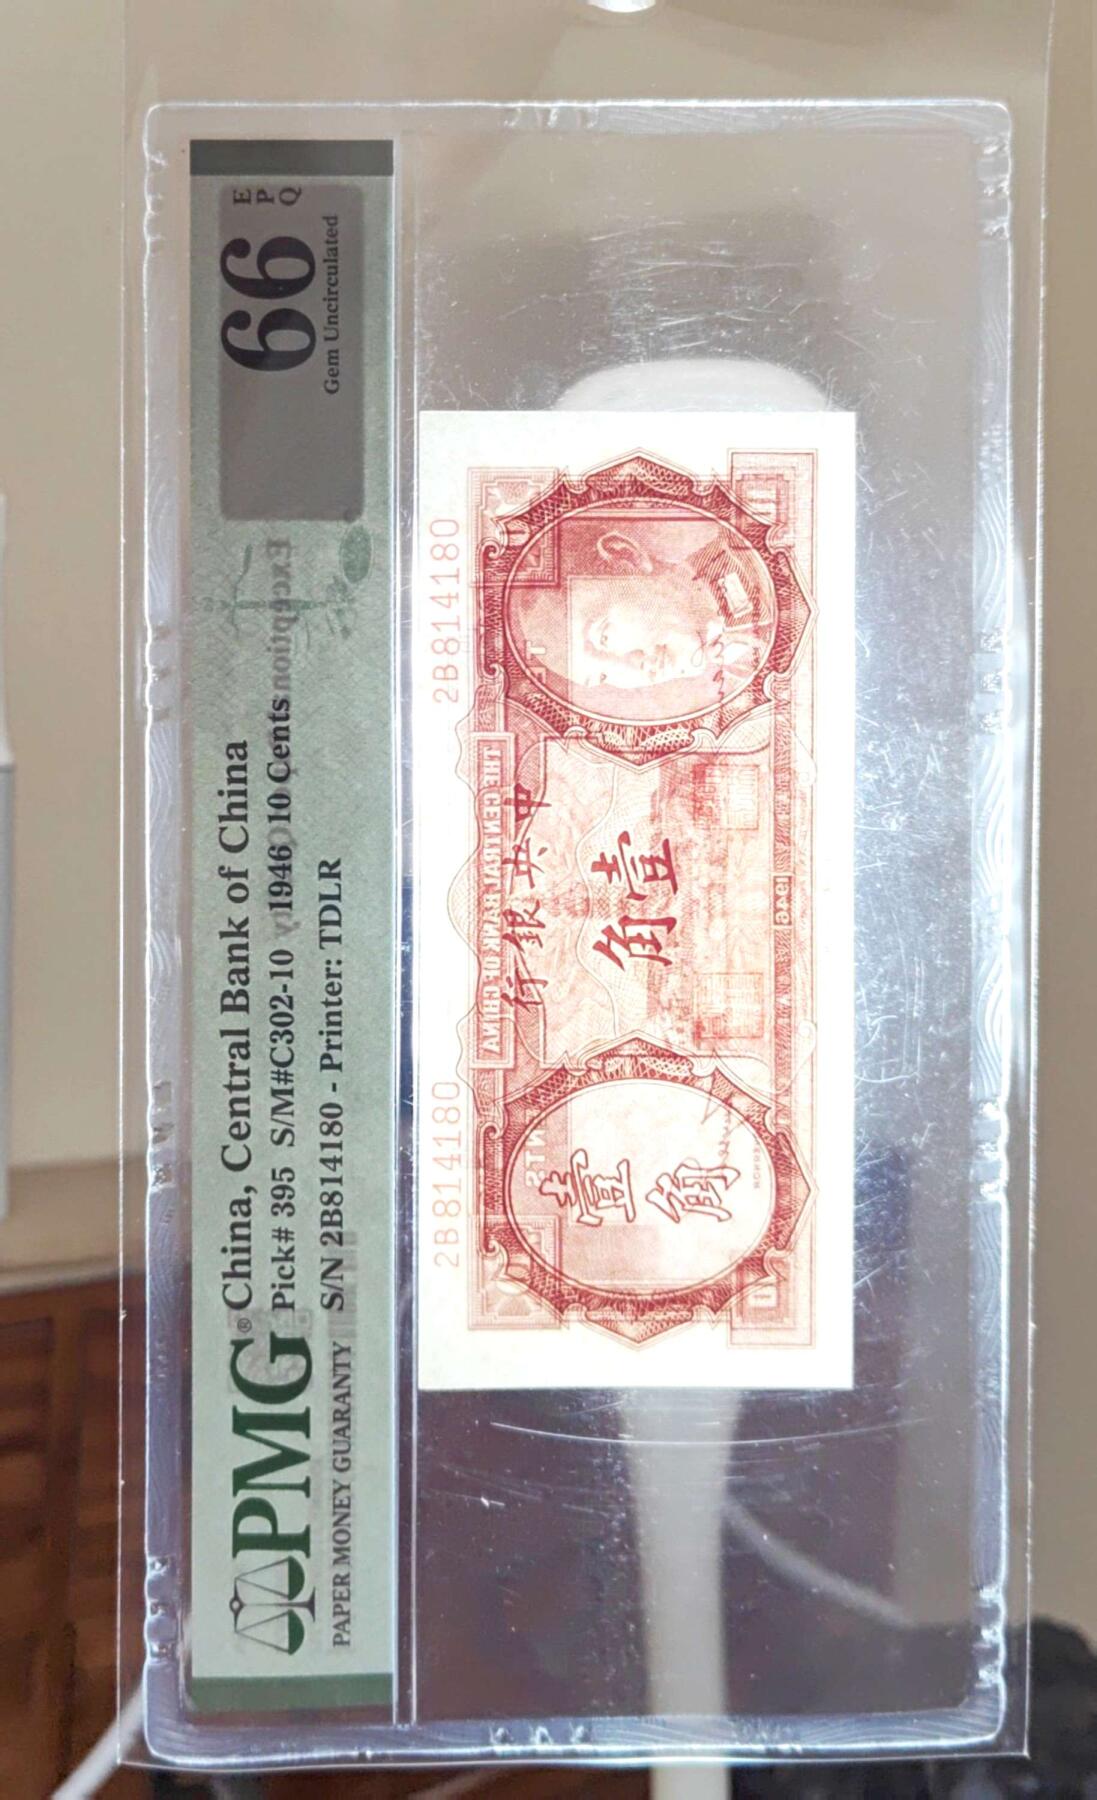 PMG® China, Central Bank of China
Pick# 395 S/M#C302-10 1946 10 Cents
PAPER MONEY GUARANTY S/N 2B814180 - Printer: TDLR
66 EPQ
Gem Uncirculated
2B814180 2B814180
THE CENTRAL BANK OF CHINA
中央銀行
壹角
壹角
1946